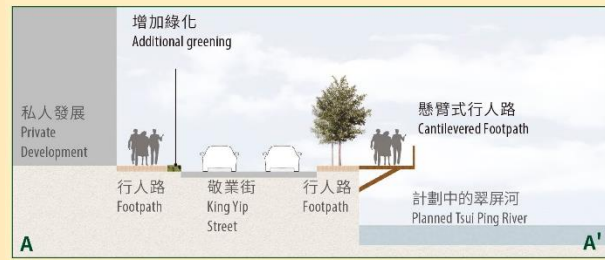 增加綠化
Additional greening
私人發展
Private
Development
懸臂式行人路
Cantilevered Footpath
行人路
Footpath
敬業街
King Yip
Street
行人路
Footpath
計劃中的翠屏河
Planned Tsui Ping River
A
A'